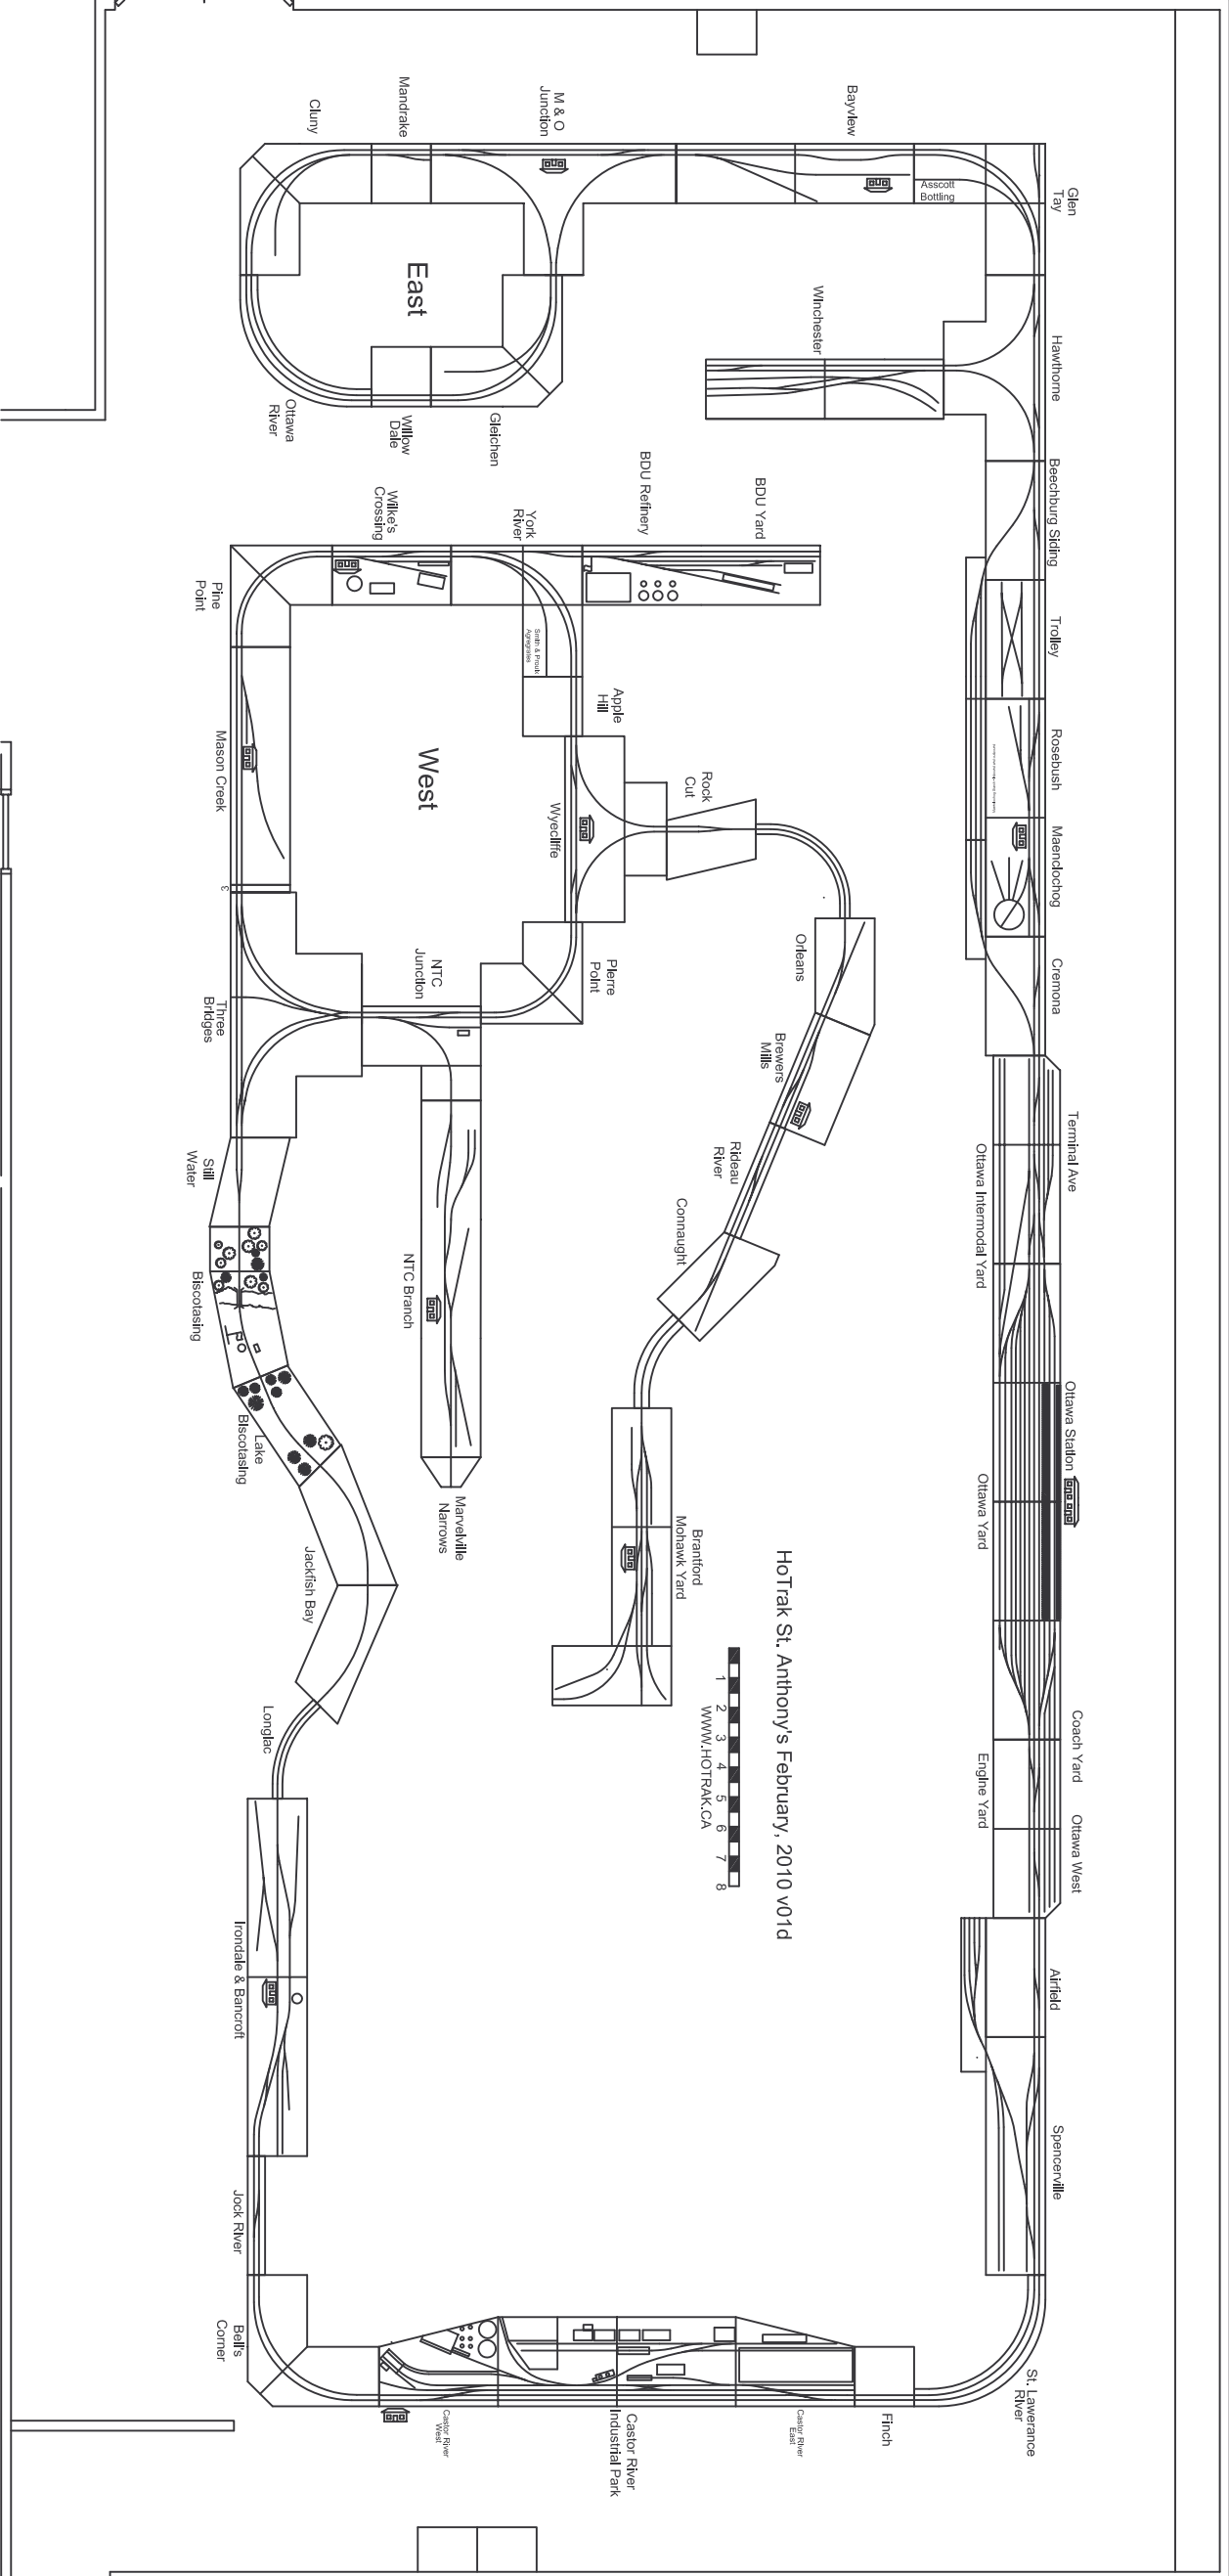 Glen
Tay
Hawthorne
Beechburg Siding
Trolley
Rosebush
Maenclochog
Cremona
Terminal Ave
Ottawa Intermodal Yard
Ottawa Station
Ottawa Yard
Coach Yard
Engine Yard
Ottawa West
Airfield
Spencerville
St. Lawerance
River
Bayview
Asscott
Bottling
M & O
Junction
Mandrake
Cluny
East
Winchester
Gleichen
Willow
Dale
Ottawa
River
BDU Yard
BDU Refinery
York
River
Wilke's
Crossing
Pine
Point
Smith & Proulx
Agregrates
Apple
Hill
Rock
Cut
Wyecliffe
West
Mason Creek
3
Orleans
Pierre
Point
NTC
Junction
Three
Bridges
Brewers
Mills
Rideau
River
Connaught
Still
Water
NTC Branch
Biscotasing
Lake
Biscotasing
Marvelville
Narrows
Jackfish Bay
Brantford
Mohawk Yard
HoTrak St. Anthony's February, 2010 v01d
1 2 3 4 5 6 7 8
WWW.HOTRAK.CA
Longlac
Irondale & Bancroft
Jock River
Bell's
Corner
Finch
Castor River
East
Castor River
Industrial Park
Castor River
West